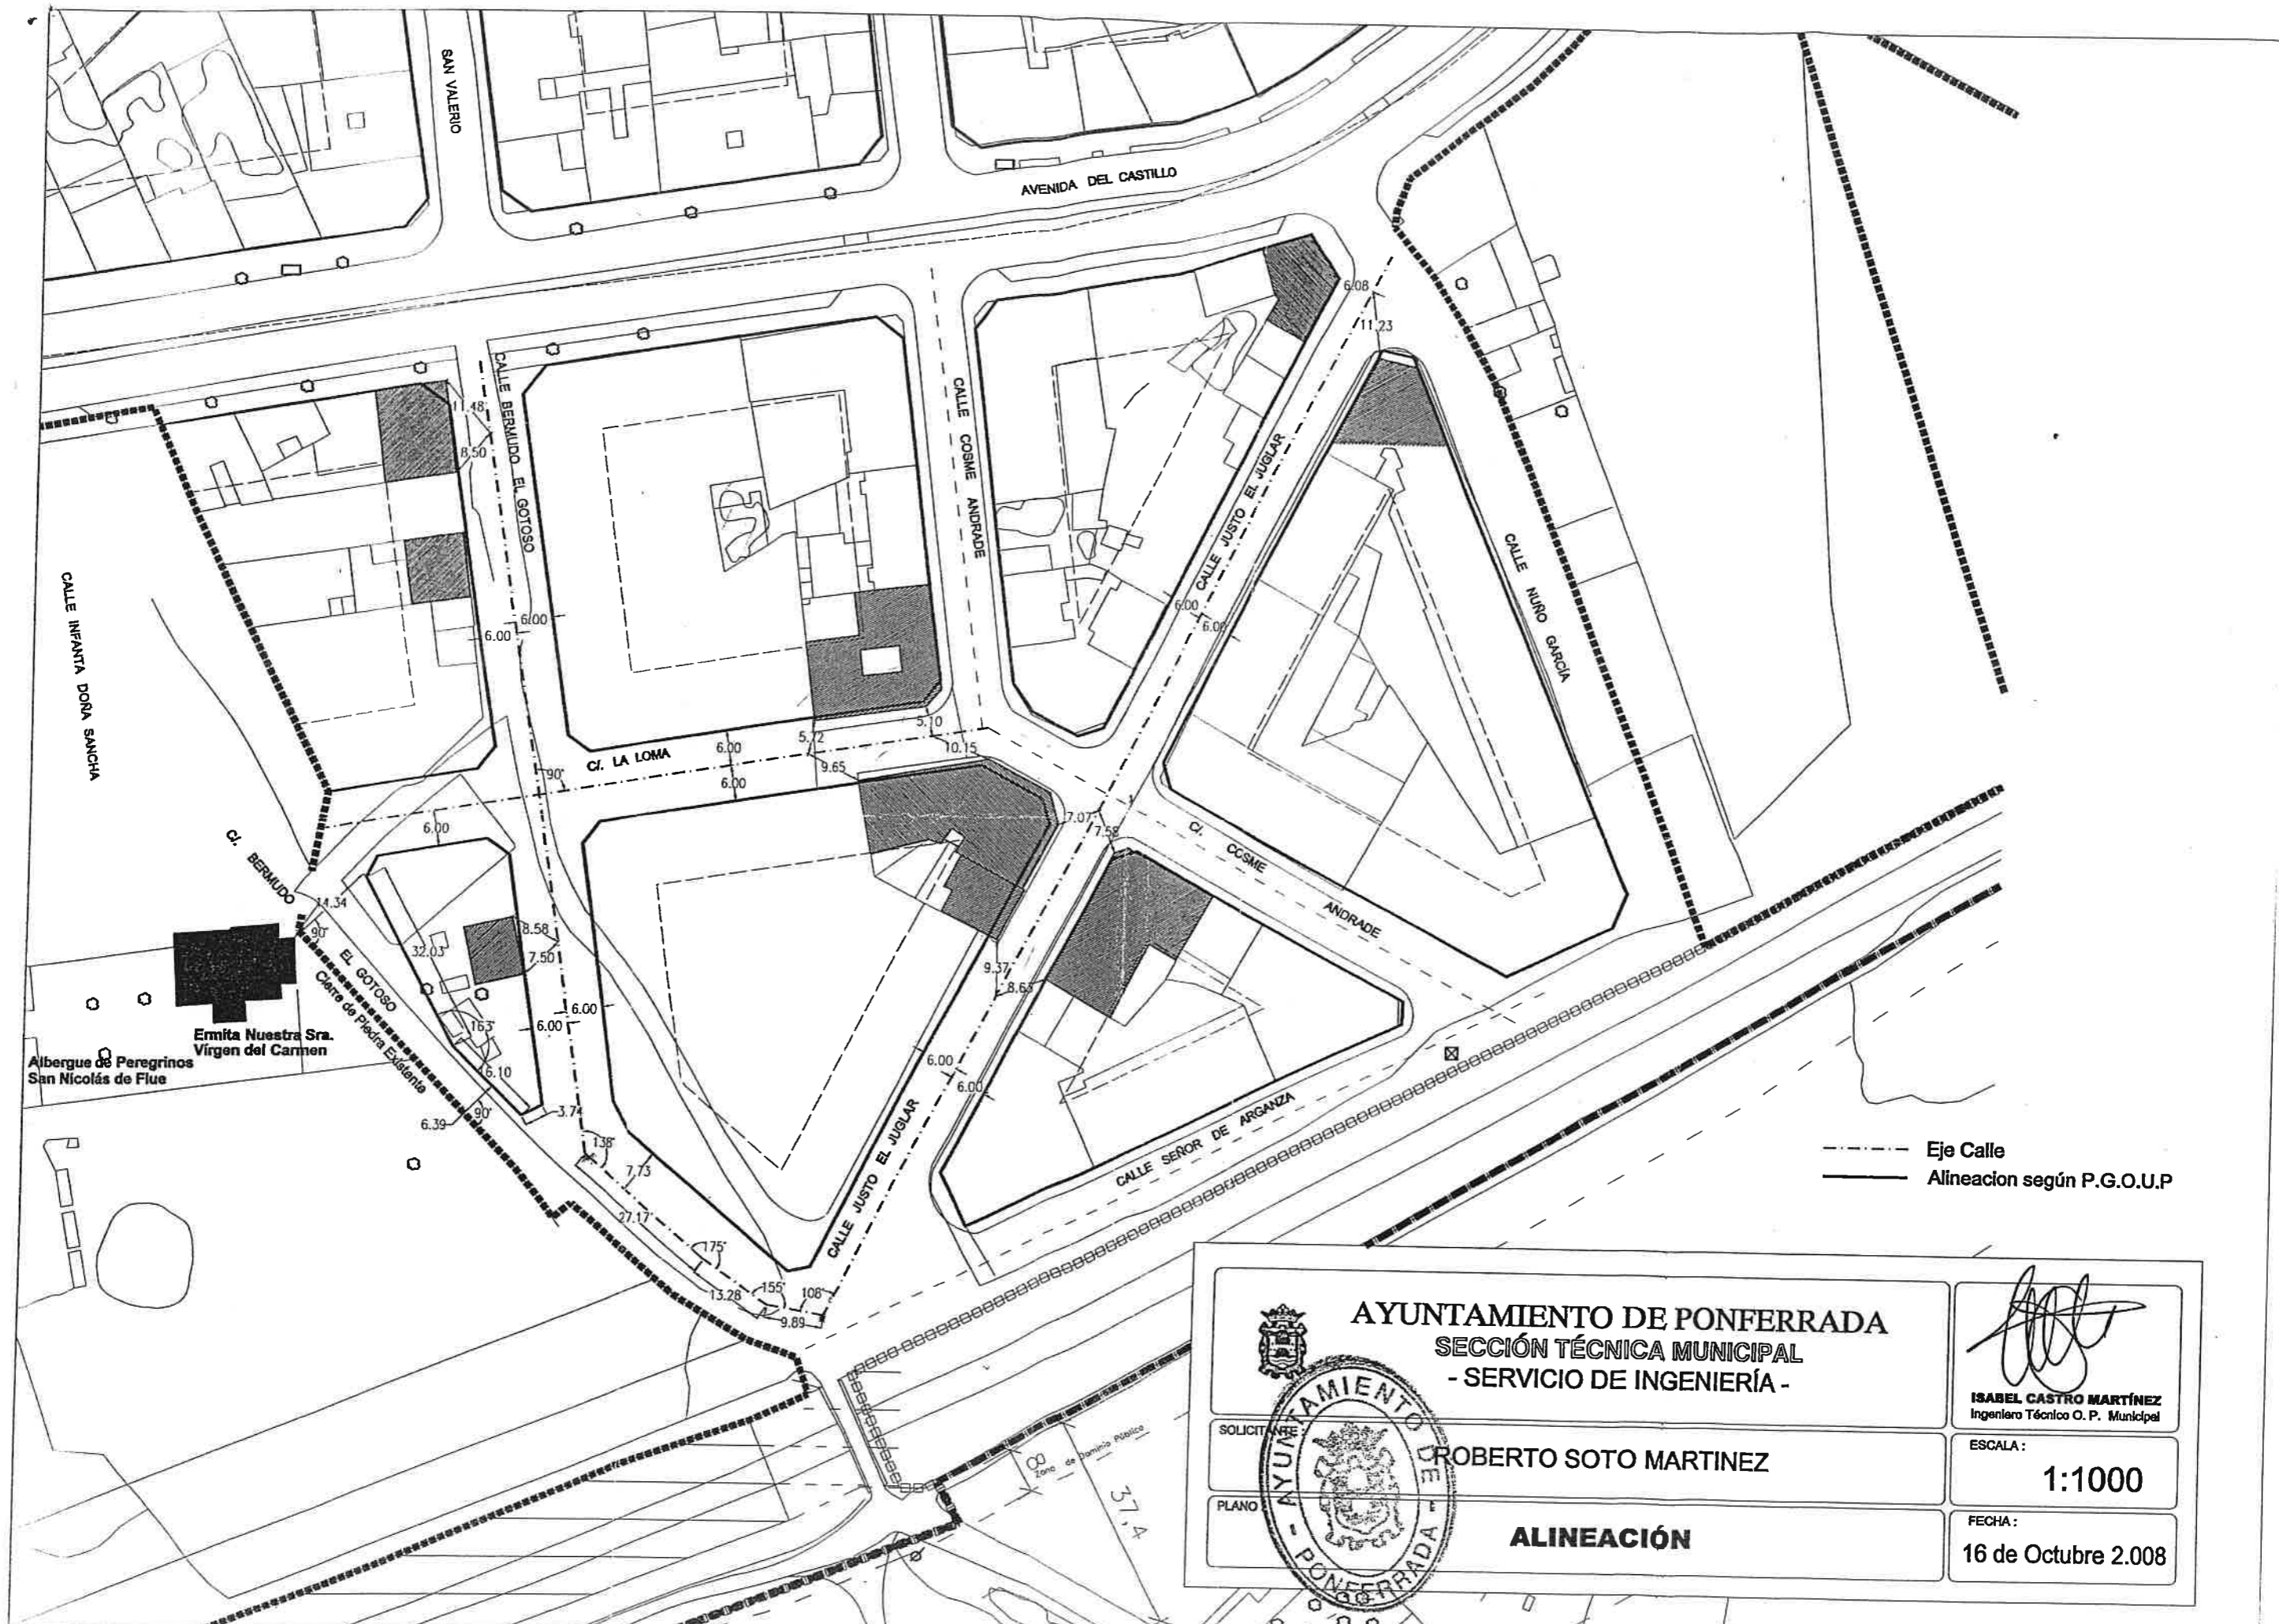 SAN VALERIO
AVENIDA DEL CASTILLO
6.08
11.23
CALLE BERMUDO EL GOTOSO
11.48
8.50
CALLE COSME ANDRADE
CALLE JUSTO EL JUGLAR
CALLE NUÑO GARCÍA
CALLE INFANTA DOÑA SANCHA
6.00
6.00
6.00
6.00
5.10
5.72
10.15
9.65
C/. LA LOMA
6.00
6.00
90°
6.00
7.07
7.58
C/. COSME ANDRADE
C/. BERMUDO EL GOTOSO
14.34
90°
32.03
8.58
7.50
9.37
8.63
Cierre de Piedra Existente
Ermita Nuestra Sra.
Vírgen del Carmen
Albergue de Peregrinos
San Nicolás de Flue
163°
6.00
6.00
6.10
6.39
90°
3.74
6.00
6.00
138°
7.73
CALLE JUSTO EL JUGLAR
CALLE SEÑOR DE ARGANZA
27.17
175°
13.28
155°
108°
9.89
Eje Calle
Alineacion según P.G.O.U.P
8
Zona de Dominio Público
37,4
AYUNTAMIENTO DE PONFERRADA
SECCIÓN TÉCNICA MUNICIPAL
- SERVICIO DE INGENIERÍA -
ISABEL CASTRO MARTÍNEZ
Ingeniero Técnico O. P. Municipal
SOLICITANTE:
ROBERTO SOTO MARTINEZ
ESCALA :
1:1000
PLANO
ALINEACIÓN
FECHA :
16 de Octubre 2.008
- AYUNTAMIENTO DE - PONFERRADA